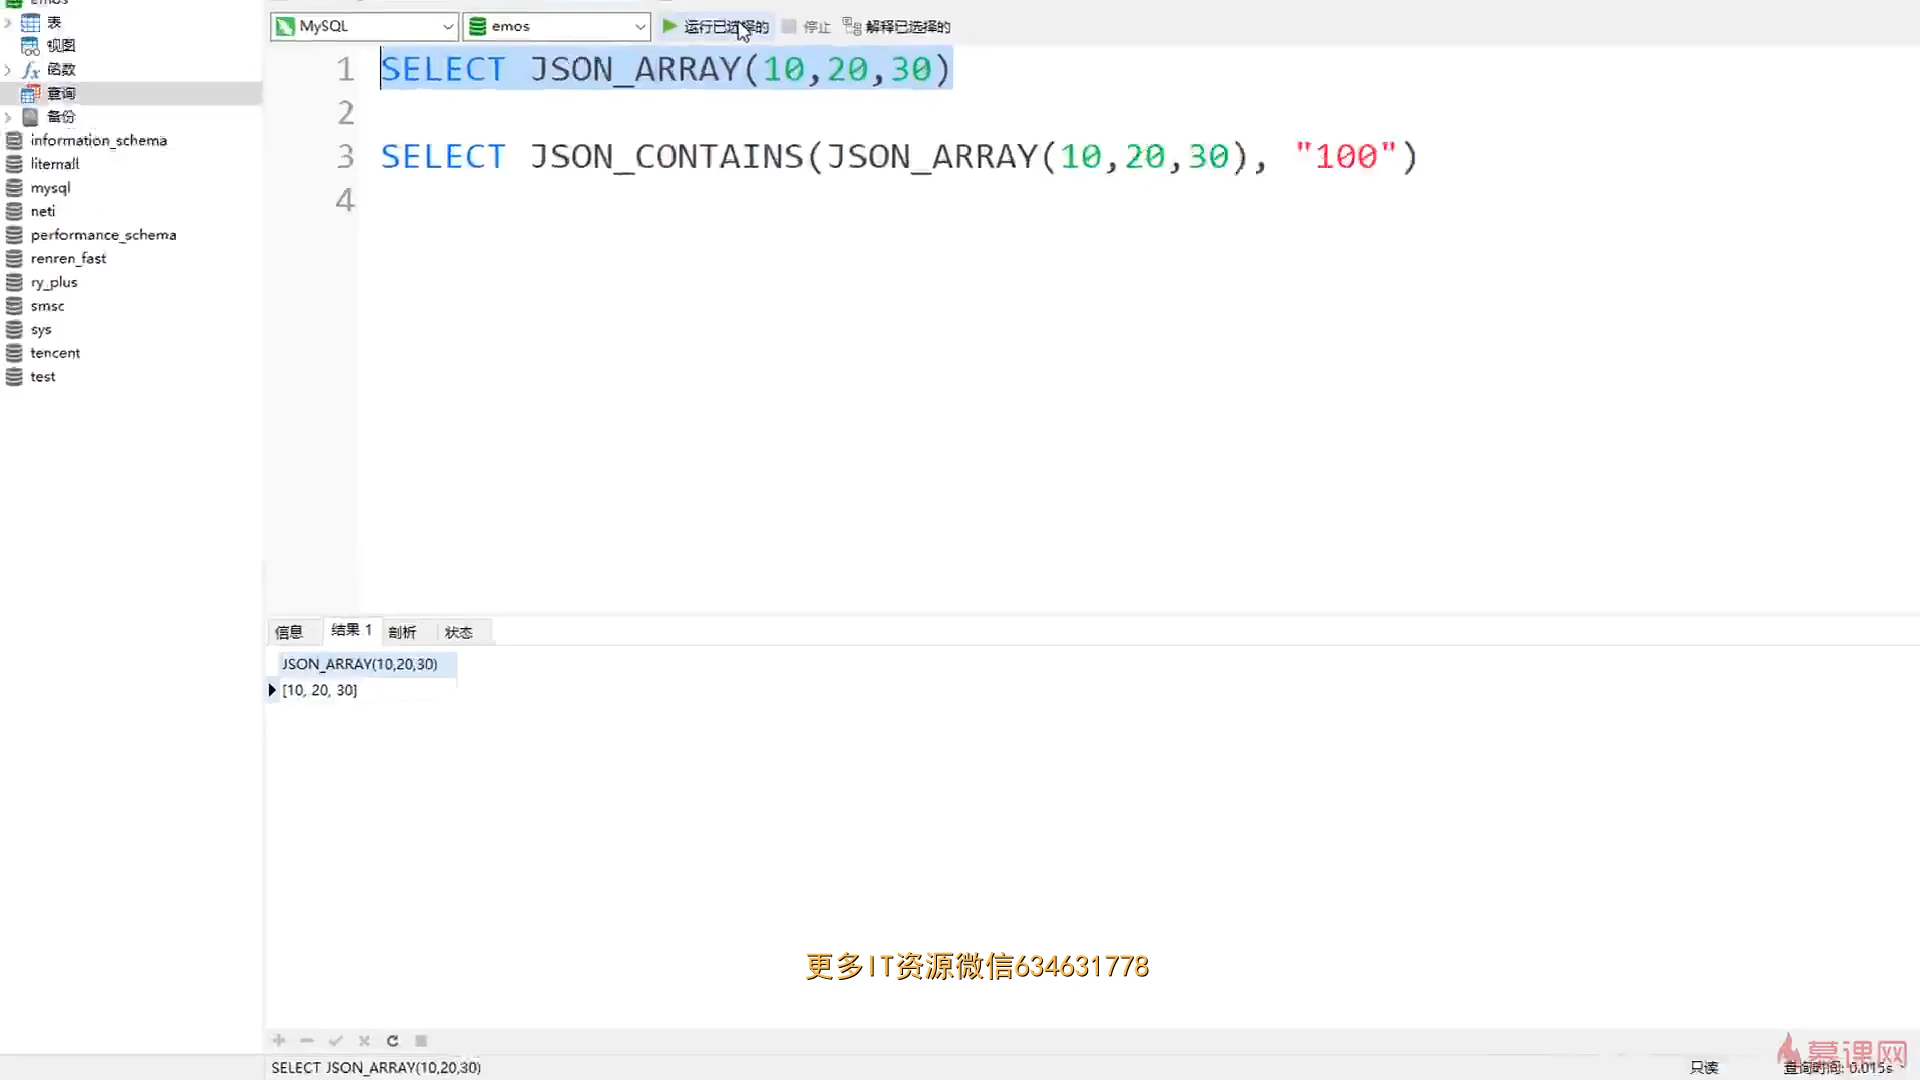 emos
表
视图
函数
查询
备份
information_schema
liternall
mysql
neti
performance_schema
renren_fast
ry_plus
smsc
sys
tencent
test
MySQL
emos
运行已选择的
停止
解释已选择的
1 SELECT JSON_ARRAY(10,20,30)
2
3 SELECT JSON_CONTAINS(JSON_ARRAY(10,20,30), "100")
4
信息 结果 1 剖析 状态
JSON_ARRAY(10,20,30)
[10, 20, 30]
更多IT资源微信634631778
慕课网
SELECT JSON_ARRAY(10,20,30)
只读
查询时间: 0.015s